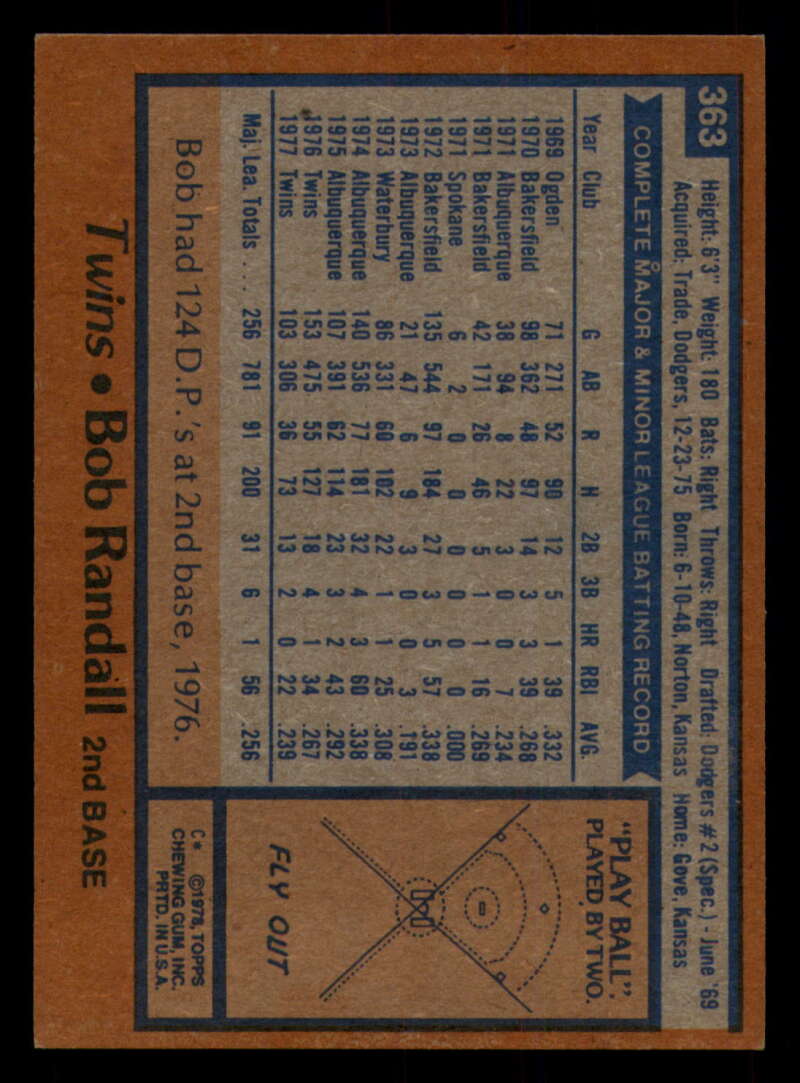 363
Height: 6'3" Weight: 180 Bats: Right Throws: Right Drafted: Dodgers #2 (Spec.) - June '69
Acquired: Trade, Dodgers, 12-23-75 Born: 6-10-48, Norton, Kansas Home: Gove, Kansas
COMPLETE MAJOR & MINOR LEAGUE BATTING RECORD
Year Club G AB R H 2B 3B HR RBI AVG.
1969 Ogden 71 271 52 90 12 5 1 39 .332
1970 Bakersfield 98 362 48 97 14 3 3 39 .268
1971 Albuquerque 38 94 8 22 3 0 0 7 .234
1971 Bakersfield 42 171 26 46 5 1 1 16 .269
1971 Spokane 6 2 0 0 0 0 0 0 .000
1972 Bakersfield 135 544 97 184 27 3 5 57 .338
1973 Albuquerque 21 47 6 9 3 0 0 3 .191
1973 Waterbury 86 331 60 102 22 1 1 25 .308
1974 Albuquerque 140 536 77 181 32 4 3 60 .338
1975 Albuquerque 107 391 62 114 23 3 2 43 .292
1976 Twins 153 475 55 127 18 4 1 34 .267
1977 Twins 103 306 36 73 13 2 0 22 .239
Maj. Lea. Totals . . . . 256 781 91 200 31 6 1 56 .256
Bob had 124 D.P.'s at 2nd base, 1976.
"PLAY BALL".
PLAYED BY TWO.
FLY OUT
C* ©1978, TOPPS
CHEWING GUM, INC.
PRTD. IN U.S.A.
Twins • Bob Randall 2nd BASE